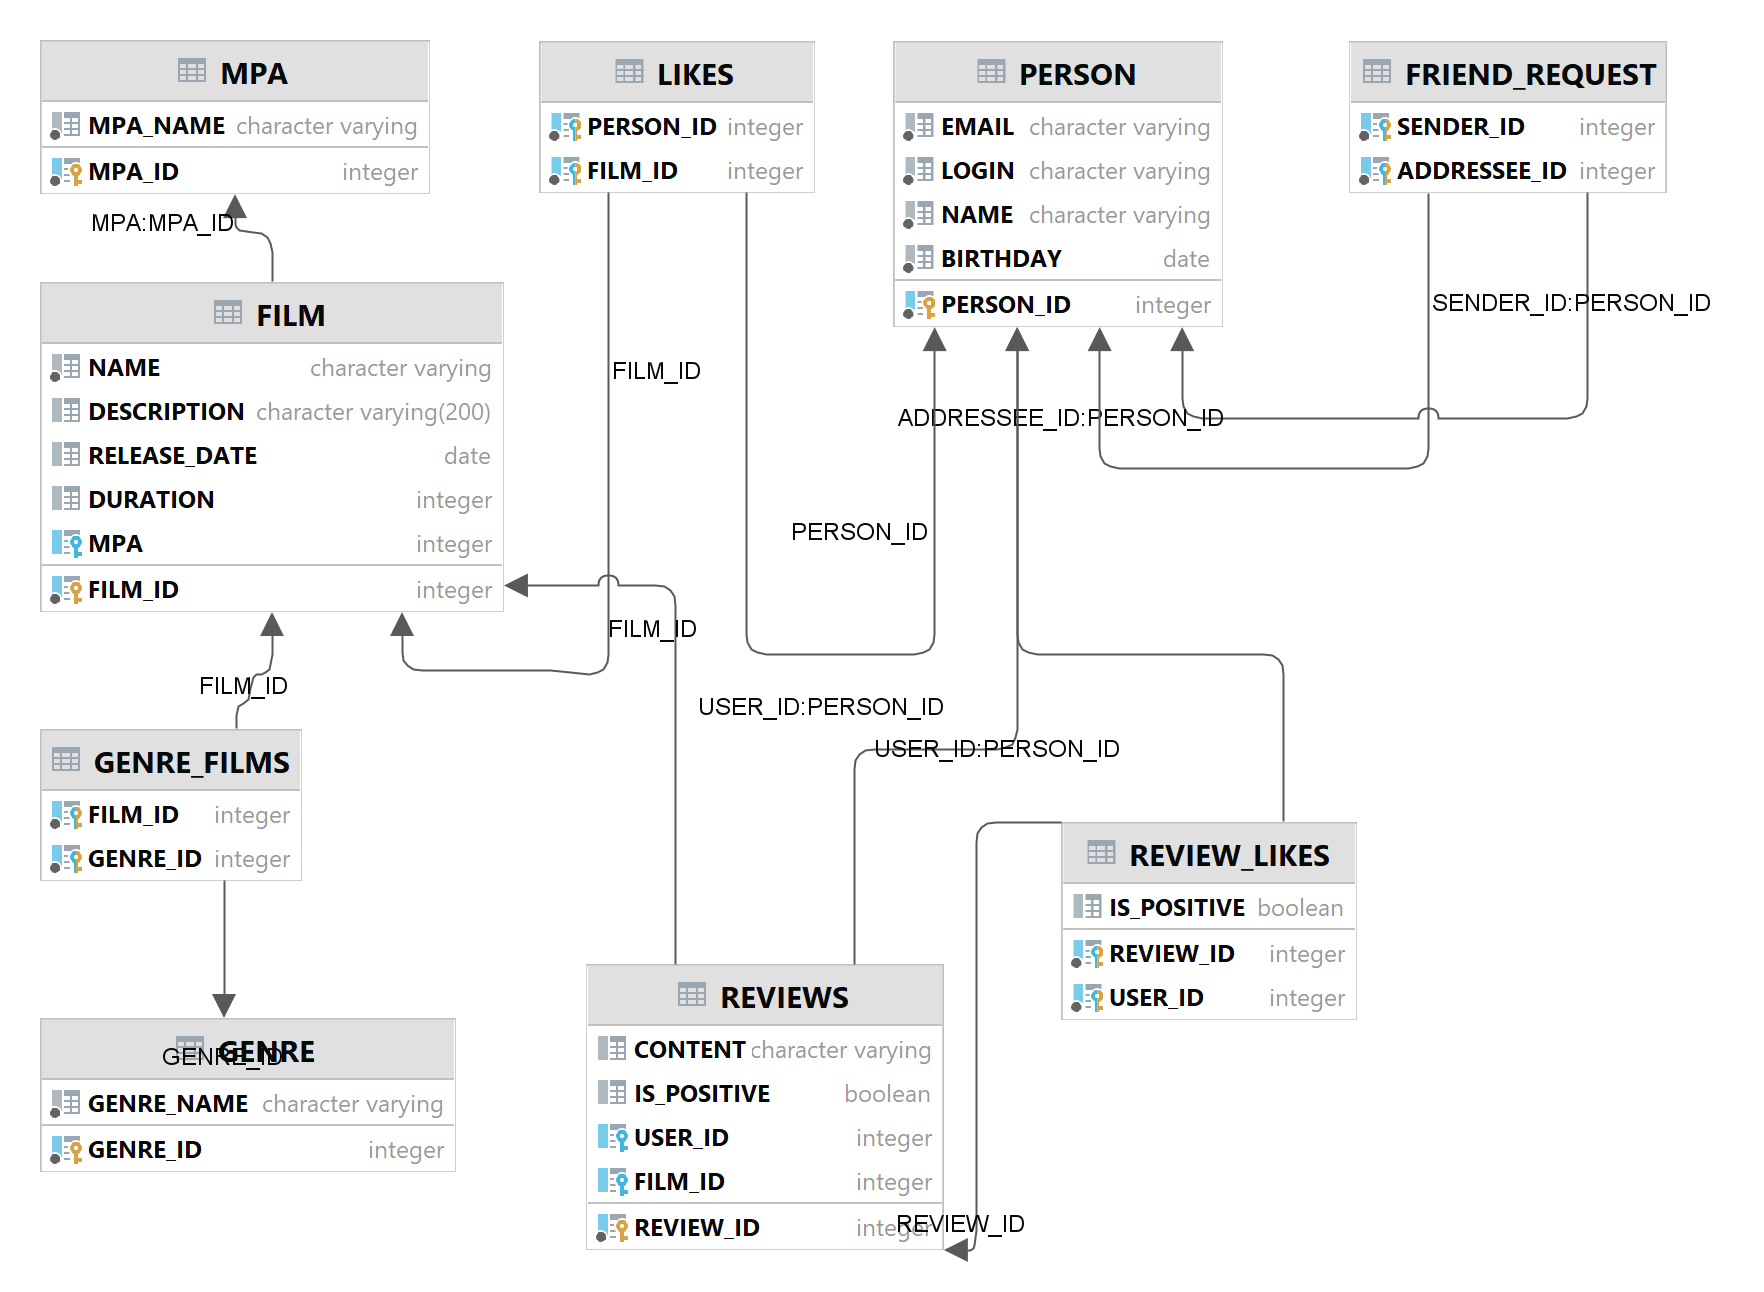 MPA
MPA_NAME character varying
MPA_ID integer
LIKES
PERSON_ID integer
FILM_ID integer
PERSON
EMAIL character varying
LOGIN character varying
NAME character varying
BIRTHDAY date
PERSON_ID integer
FRIEND_REQUEST
SENDER_ID integer
ADDRESSEE_ID integer
MPA:MPA_ID
SENDER_ID:PERSON_ID
FILM
NAME character varying
DESCRIPTION character varying(200)
RELEASE_DATE date
DURATION integer
MPA integer
FILM_ID integer
FILM_ID
ADDRESSEE_ID:PERSON_ID
PERSON_ID
FILM_ID
FILM_ID
USER_ID:PERSON_ID
USER_ID:PERSON_ID
GENRE_FILMS
FILM_ID integer
GENRE_ID integer
REVIEW_LIKES
IS_POSITIVE boolean
REVIEW_ID integer
USER_ID integer
GENRE
GENRE_ID
GENRE_NAME character varying
GENRE_ID integer
REVIEWS
CONTENT character varying
IS_POSITIVE boolean
USER_ID integer
FILM_ID integer
REVIEW_ID integer
REVIEW_ID